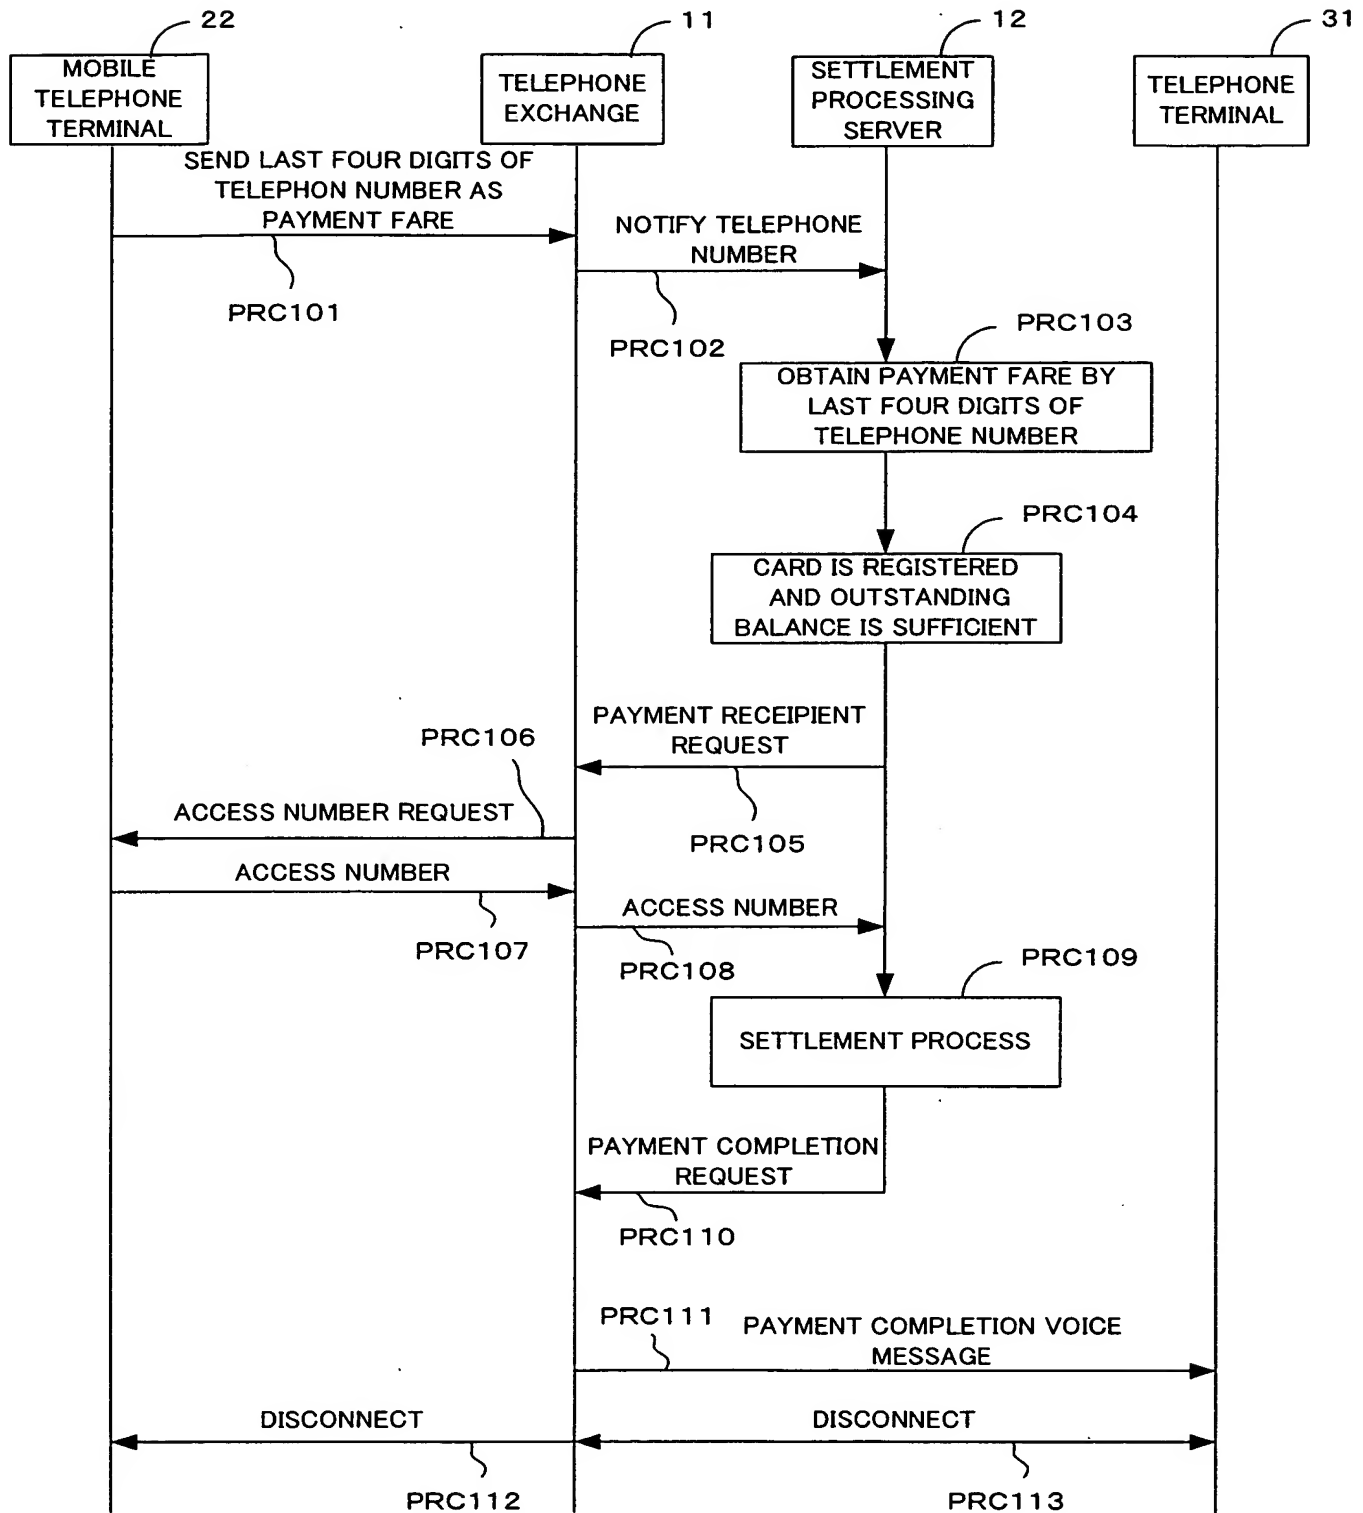 22
11
12
31
MOBILE
TELEPHONE
TERMINAL
TELEPHONE
EXCHANGE
SETTLEMENT
PROCESSING
SERVER
TELEPHONE
TERMINAL
SEND LAST FOUR DIGITS OF
TELEPHON NUMBER AS
PAYMENT FARE
PRC101
NOTIFY TELEPHONE
NUMBER
PRC102
PRC103
OBTAIN PAYMENT FARE BY
LAST FOUR DIGITS OF
TELEPHONE NUMBER
PRC104
CARD IS REGISTERED
AND OUTSTANDING
BALANCE IS SUFFICIENT
PAYMENT RECEIPIENT
REQUEST
PRC105
PRC106
ACCESS NUMBER REQUEST
ACCESS NUMBER
PRC107
ACCESS NUMBER
PRC108
PRC109
SETTLEMENT PROCESS
PAYMENT COMPLETION
REQUEST
PRC110
PRC111
PAYMENT COMPLETION VOICE
MESSAGE
DISCONNECT
PRC112
DISCONNECT
PRC113